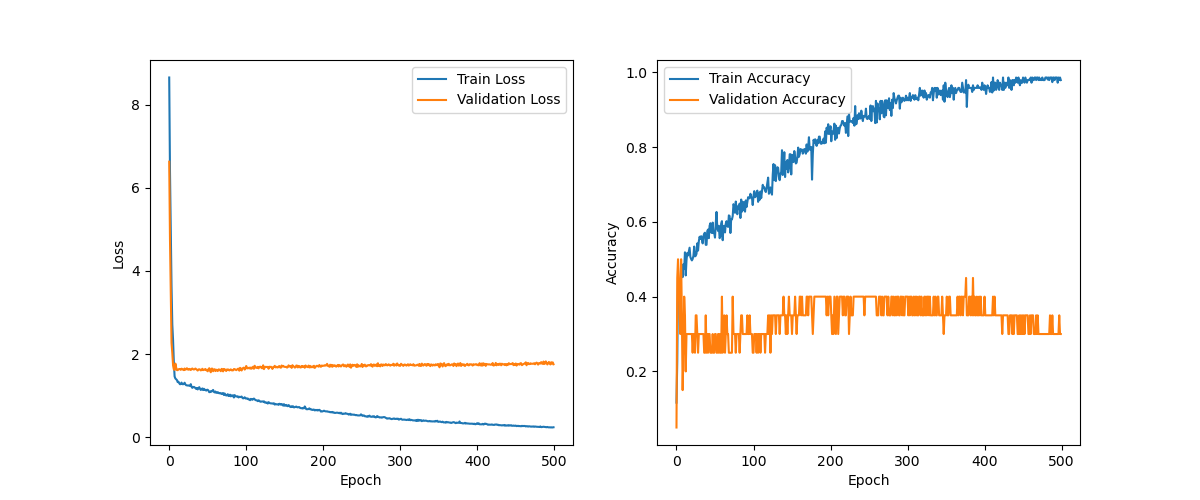 Train Loss
Validation Loss
8
6
4
2
0
Loss
0 100 200 300 400 500
Epoch
Train Accuracy
Validation Accuracy
1.0
0.8
0.6
0.4
0.2
Accuracy
0 100 200 300 400 500
Epoch